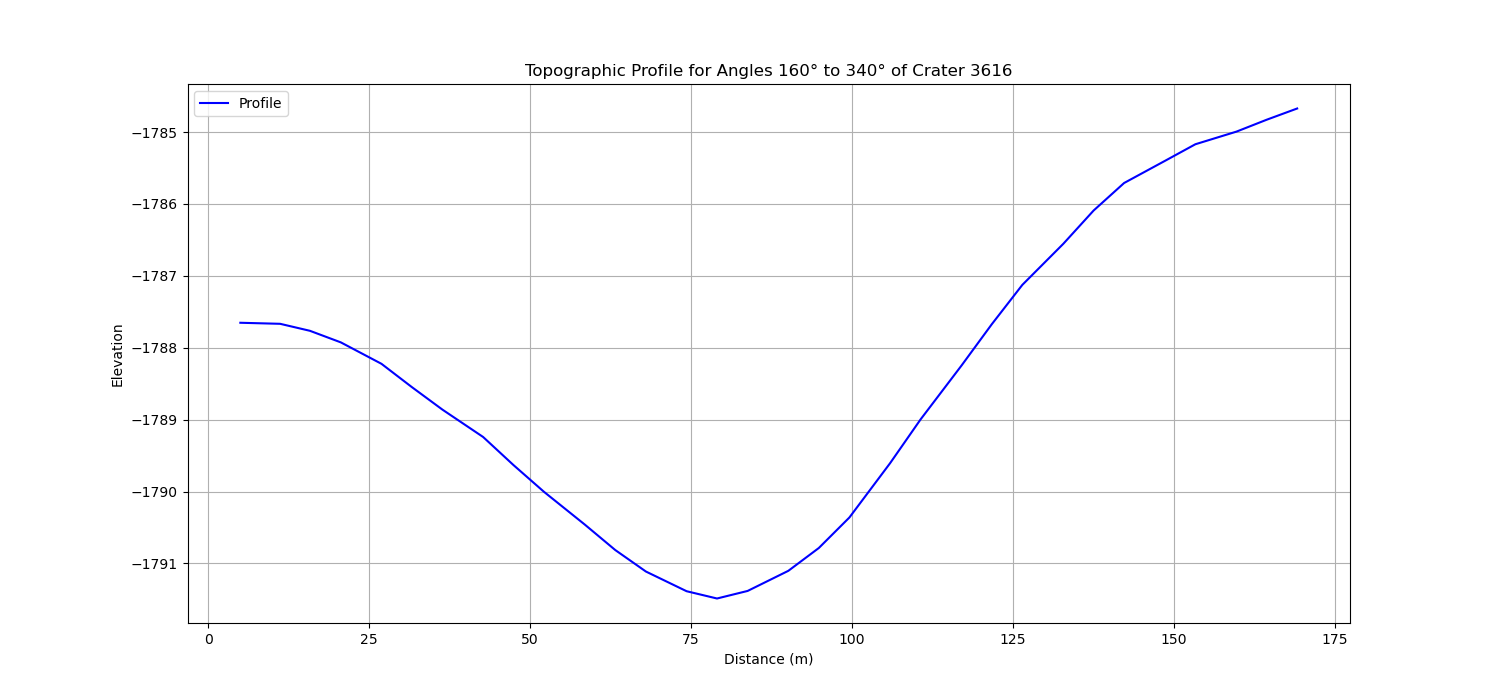 Topographic Profile for Angles 160° to 340° of Crater 3616
Profile
−1785
−1786
−1787
−1788
−1789
−1790
−1791
Elevation
0 25 50 75 100 125 150 175
Distance (m)